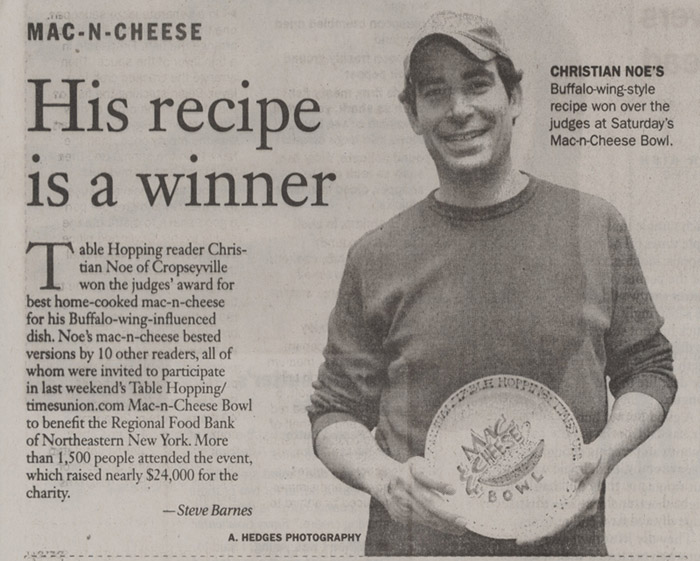 MAC-N-CHEESE
His recipe
is a winner
Table Hopping reader Chris-
tian Noe of Cropseyville
won the judges' award for
best home-cooked mac-n-cheese
for his Buffalo-wing-influenced
dish. Noe's mac-n-cheese bested
versions by 10 other readers, all of
whom were invited to participate
in last weekend's Table Hopping/
timesunion.com Mac-n-Cheese Bowl
to benefit the Regional Food Bank
of Northeastern New York. More
than 1,500 people attended the event,
which raised nearly $24,000 for the
charity.
— Steve Barnes
A. HEDGES PHOTOGRAPHY
CHRISTIAN NOE'S
Buffalo-wing-style
recipe won over the
judges at Saturday's
Mac-n-Cheese Bowl.
TABLE HOPPING
MAC
CHEESE
BOWL